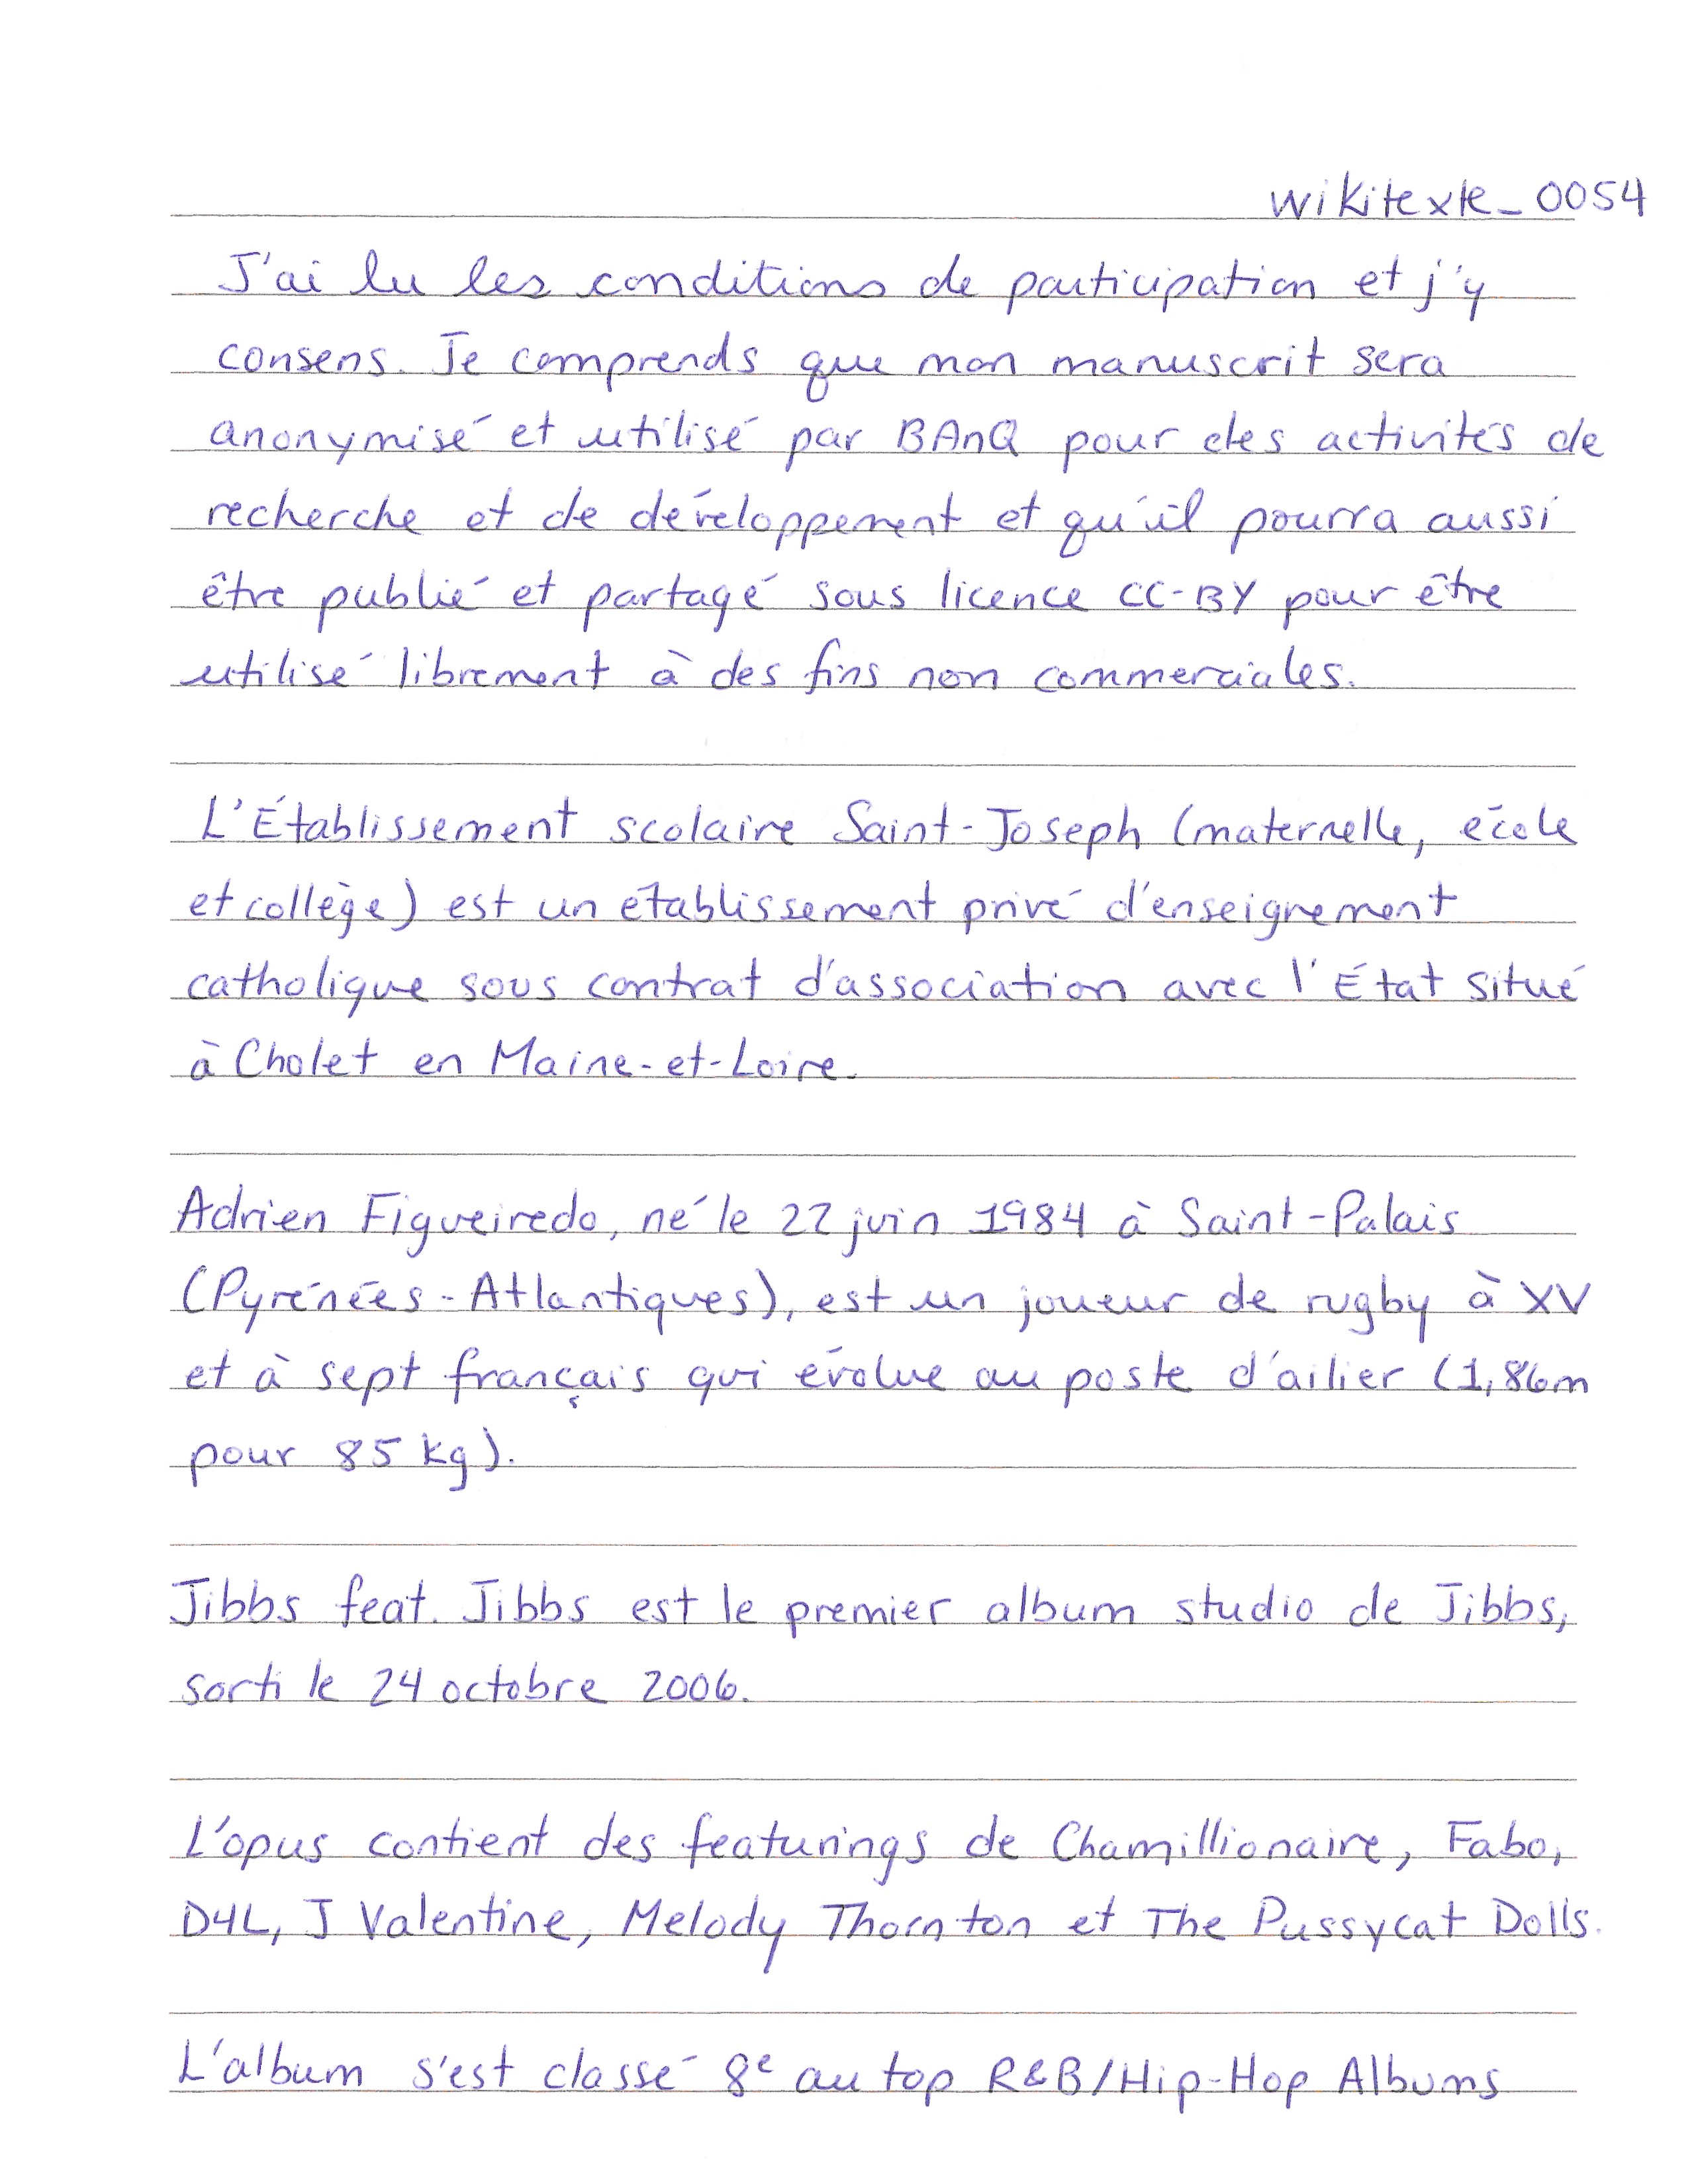 wikitexte_0054
J'ai lu les conditions de participation et j'y
consens. Je comprends que mon manuscrit sera
anonymisé et utilisé par BAnQ pour des activités de
recherche et de développement et qu'il pourra aussi
être publié et partagé sous licence CC-BY pour être
utilisé librement à des fins non commerciales.
L'Établissement scolaire Saint-Joseph (maternelle, école
et collège) est un établissement privé d'enseignement
catholique sous contrat d'association avec l'État situé
à Cholet en Maine-et-Loire.
Adrien Figueiredo, né le 22 juin 1984 à Saint-Palais
(Pyrénées-Atlantiques), est un joueur de rugby à XV
et à sept français qui évolue au poste d'ailier (1,86m
pour 85 kg).
Jibbs feat. Jibbs est le premier album studio de Jibbs,
sorti le 24 octobre 2006.
L'opus contient des featurings de Chamillionaire, Fabo,
D4L, J Valentine, Melody Thornton et The Pussycat Dolls.
L'album s'est classé 8e au top R&B/Hip-Hop Albums